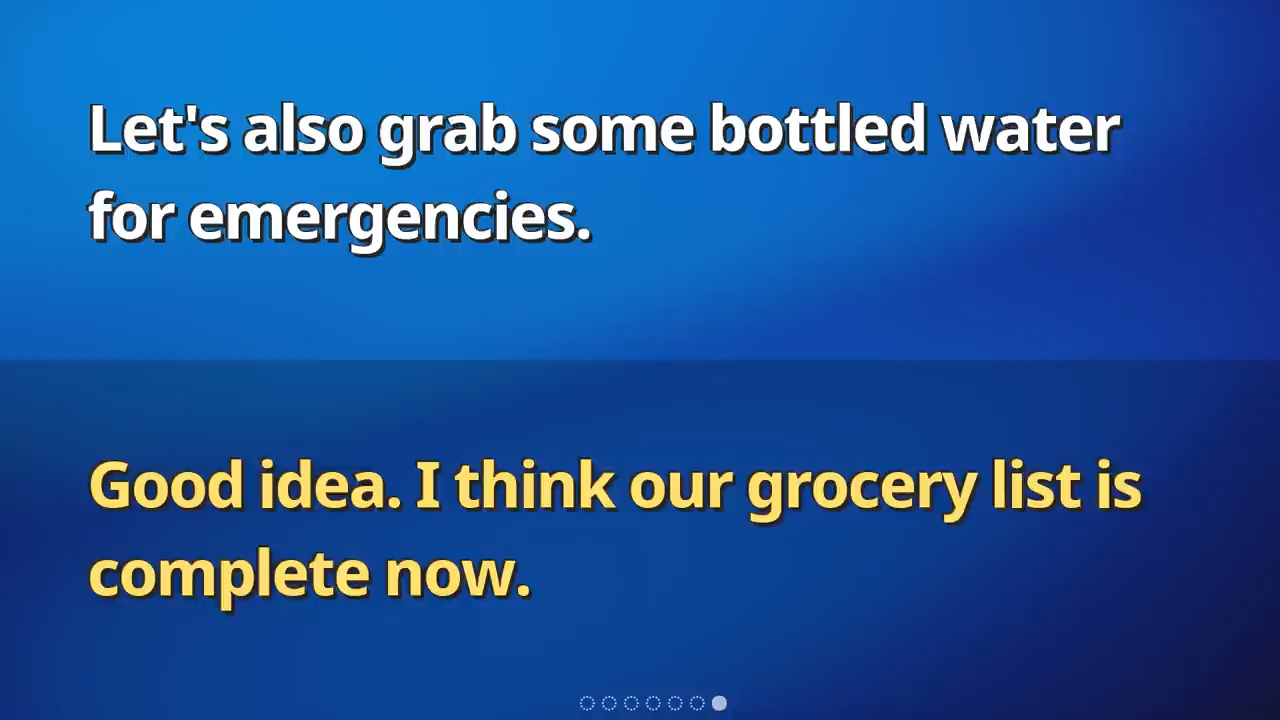 Let's also grab some bottled water
for emergencies.
Good idea. I think our grocery list is
complete now.